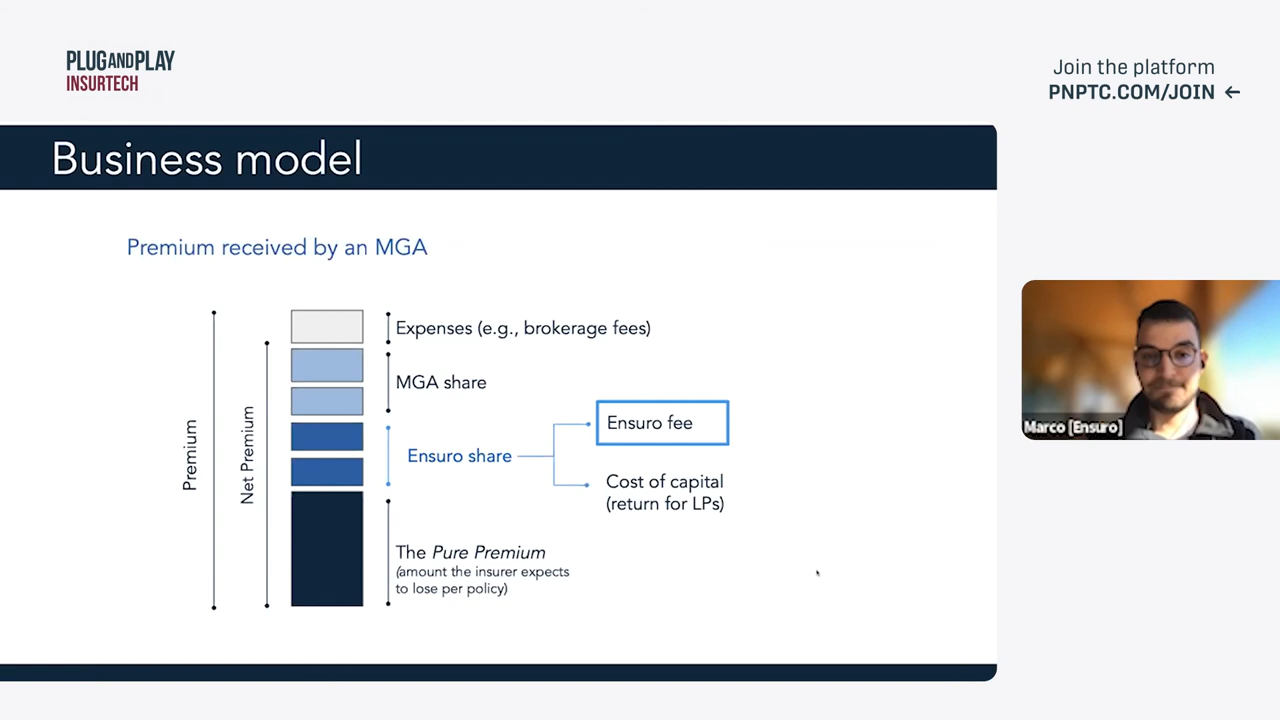 PLUGANDPLAY
INSURTECH
Join the platform
PNPTC.COM/JOIN ←
Business model
Premium received by an MGA
Premium
Net Premium
Expenses (e.g., brokerage fees)
MGA share
Ensuro share
Ensuro fee
Cost of capital
(return for LPs)
The Pure Premium
(amount the insurer expects
to lose per policy)
Marco [Ensuro]